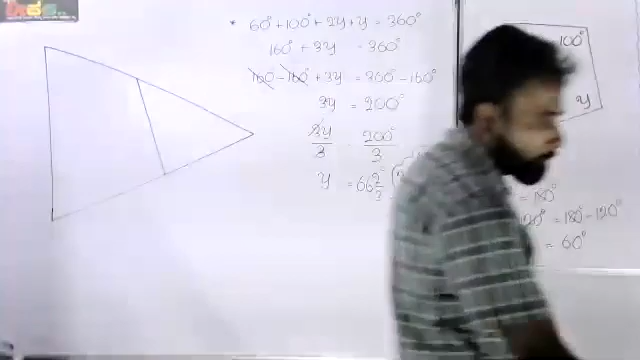 * 60° + 100° + 2y + y = 360°
160° + 3y = 360°
160 - 160° + 3y = 360° - 160°
3y = 200°
3y/3 200°/3
y = 66 2/3
100°
y
= 180°
120° = 180° - 120°
= 60°